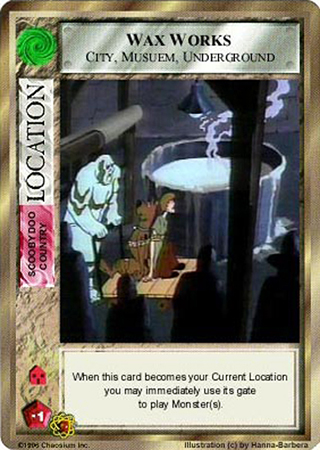 WAX WORKS
CITY, MUSUEM, UNDERGROUND
LOCATION
SCOOBYDOO
COUNTRY
When this card becomes your Current Location
you may immediately use its gate
to play Monster(s).
-1
©1996 Chaosium Inc.
Illustration (c) by Hanna-Barbera